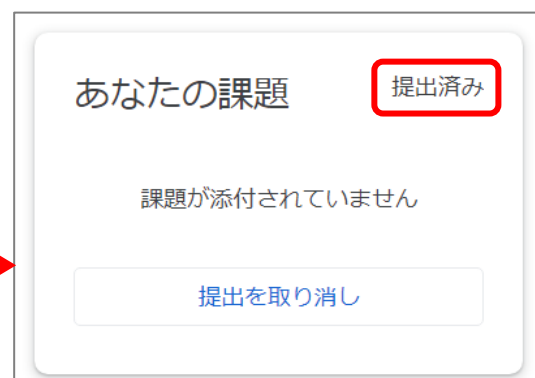 あなたの課題
提出済み
課題が添付されていません
提出を取り消し